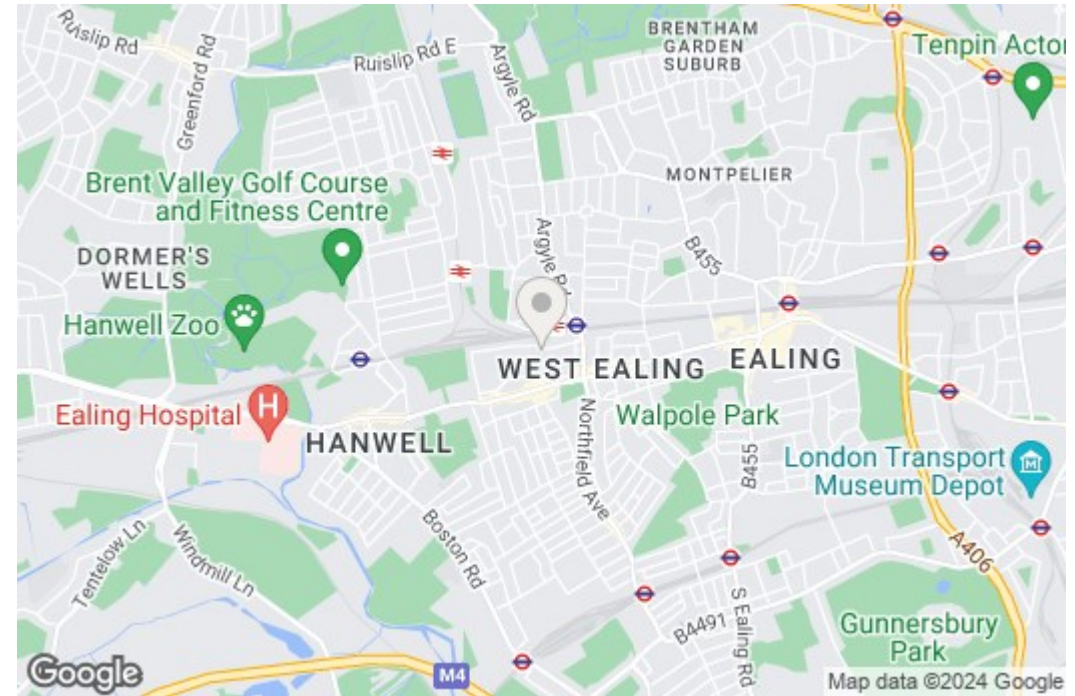 Ruislip Rd
Greenford Rd
Ruislip Rd E
Argyle Rd
BRENTHAM
GARDEN
SUBURB
Tenpin Acton
Brent Valley Golf Course
and Fitness Centre
MONTPELIER
DORMER'S
WELLS
Argyle Rd
B455
Hanwell Zoo
WEST EALING
EALING
Ealing Hospital
H
HANWELL
Northfield Ave
Walpole Park
B455
London Transport
Museum Depot
Boston Rd
Tentelow Ln
Windmill Ln
A406
S Ealing Rd
B4491
Gunnersbury
Park
M4
Google
Map data ©2024 Google